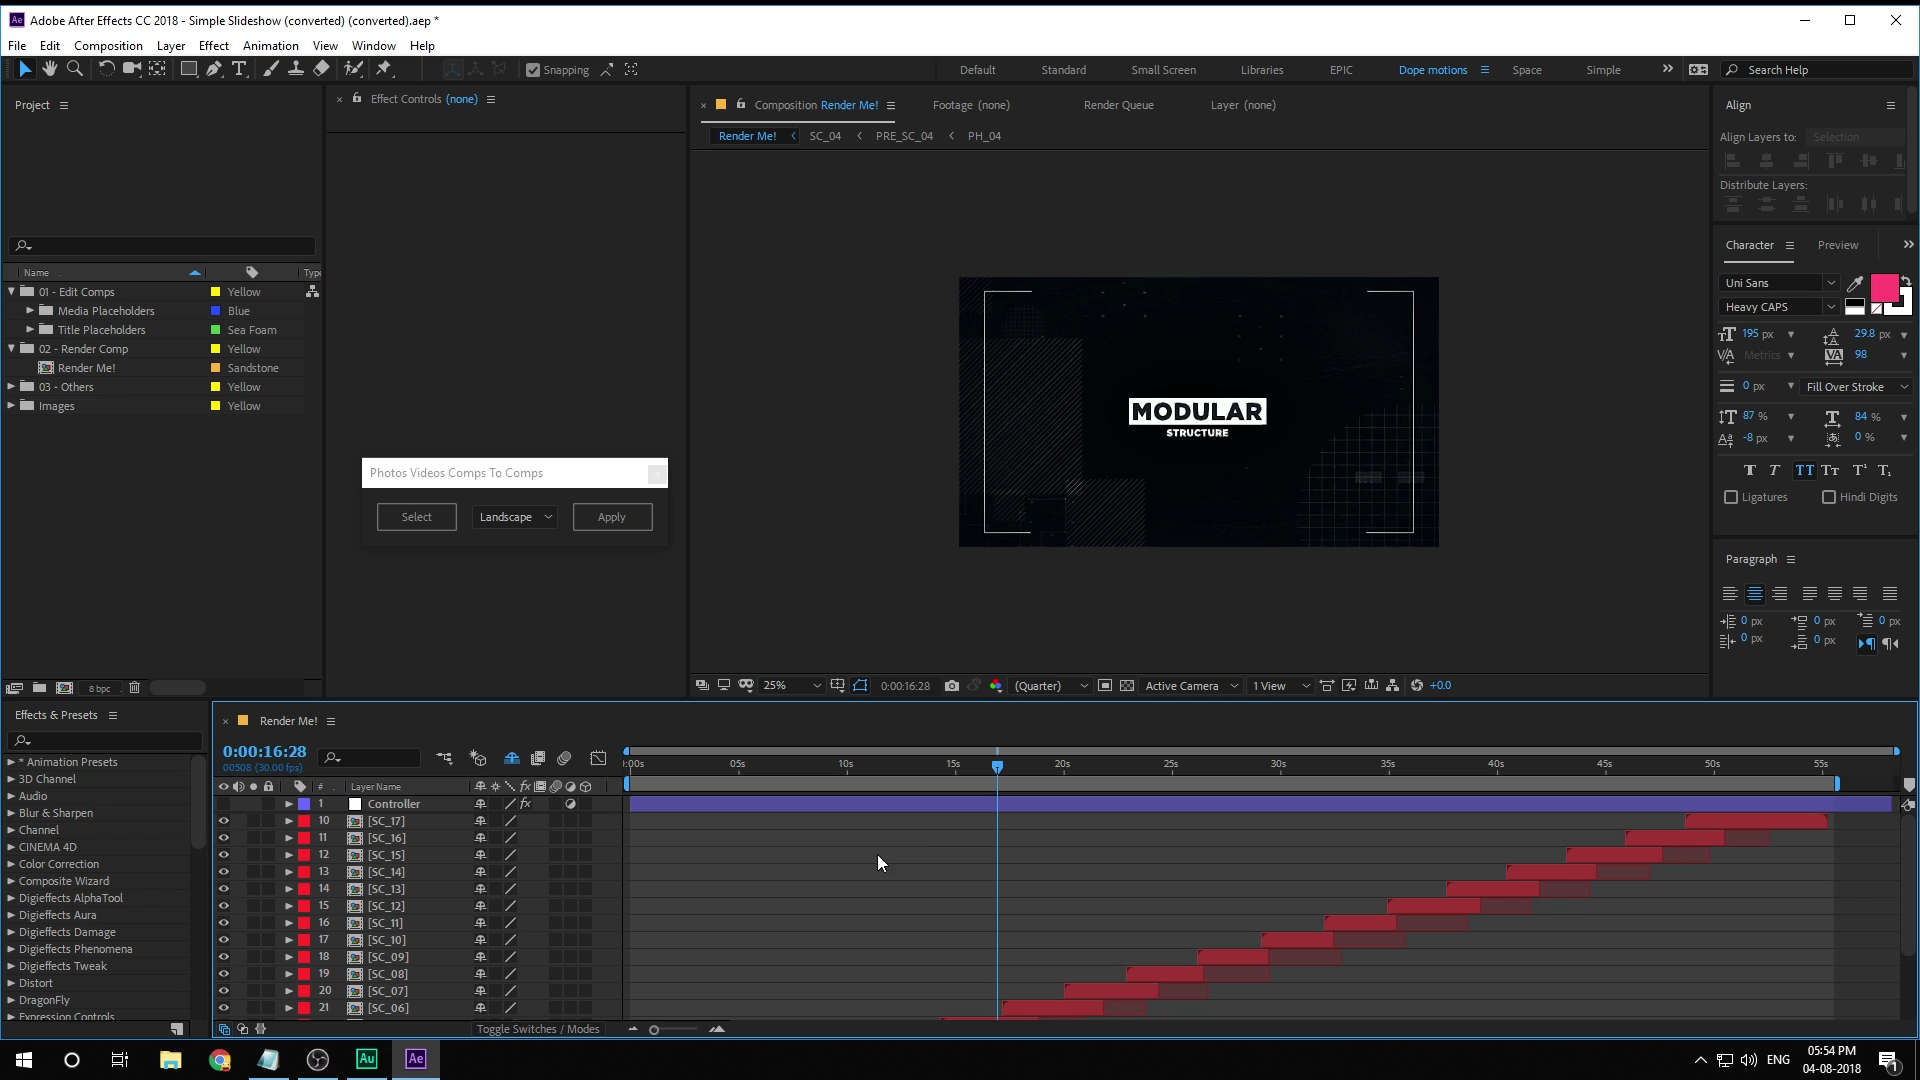 Adobe After Effects CC 2018 - Simple Slideshow (converted) (converted).aep *
File Edit Composition Layer Effect Animation View Window Help
Snapping
Default Standard Small Screen Libraries EPIC Dope motions Space Simple Search Help
Project
Effect Controls (none)
Composition Render Me! Footage (none) Render Queue Layer (none)
Render Me! SC_04 PRE_SC_04 PH_04
Align
Align Layers to: Selection
Distribute Layers:
Name Type
01 - Edit Comps Yellow
Media Placeholders Blue
Title Placeholders Sea Foam
02 - Render Comp Yellow
Render Me! Sandstone
03 - Others Yellow
Images Yellow
Photos Videos Comps To Comps
Select Landscape Apply
MODULAR
STRUCTURE
Character Preview
Uni Sans
Heavy CAPS
195 px 29.8 px
Metrics 98
0 px Fill Over Stroke
87 % 84 %
-8 px 0 %
Ligatures Hindi Digits
Paragraph
0 px 0 px 0 px
0 px 0 px
8 bpc
25% 0:00:16:28 (Quarter) Active Camera 1 View +0.0
Effects & Presets
* Animation Presets
3D Channel
Audio
Blur & Sharpen
Channel
CINEMA 4D
Color Correction
Composite Wizard
Digieffects AlphaTool
Digieffects Aura
Digieffects Damage
Digieffects Phenomena
Digieffects Tweak
Distort
DragonFly
Expression Controls
Render Me!
0:00:16:28
00508 (30.00 fps)
:00s 05s 10s 15s 20s 25s 30s 35s 40s 45s 50s 55s
# Layer Name
1 Controller
10 [SC_17]
11 [SC_16]
12 [SC_15]
13 [SC_14]
14 [SC_13]
15 [SC_12]
16 [SC_11]
17 [SC_10]
18 [SC_09]
19 [SC_08]
20 [SC_07]
21 [SC_06]
Toggle Switches / Modes
Au Ae
ENG
05:54 PM
04-08-2018
1